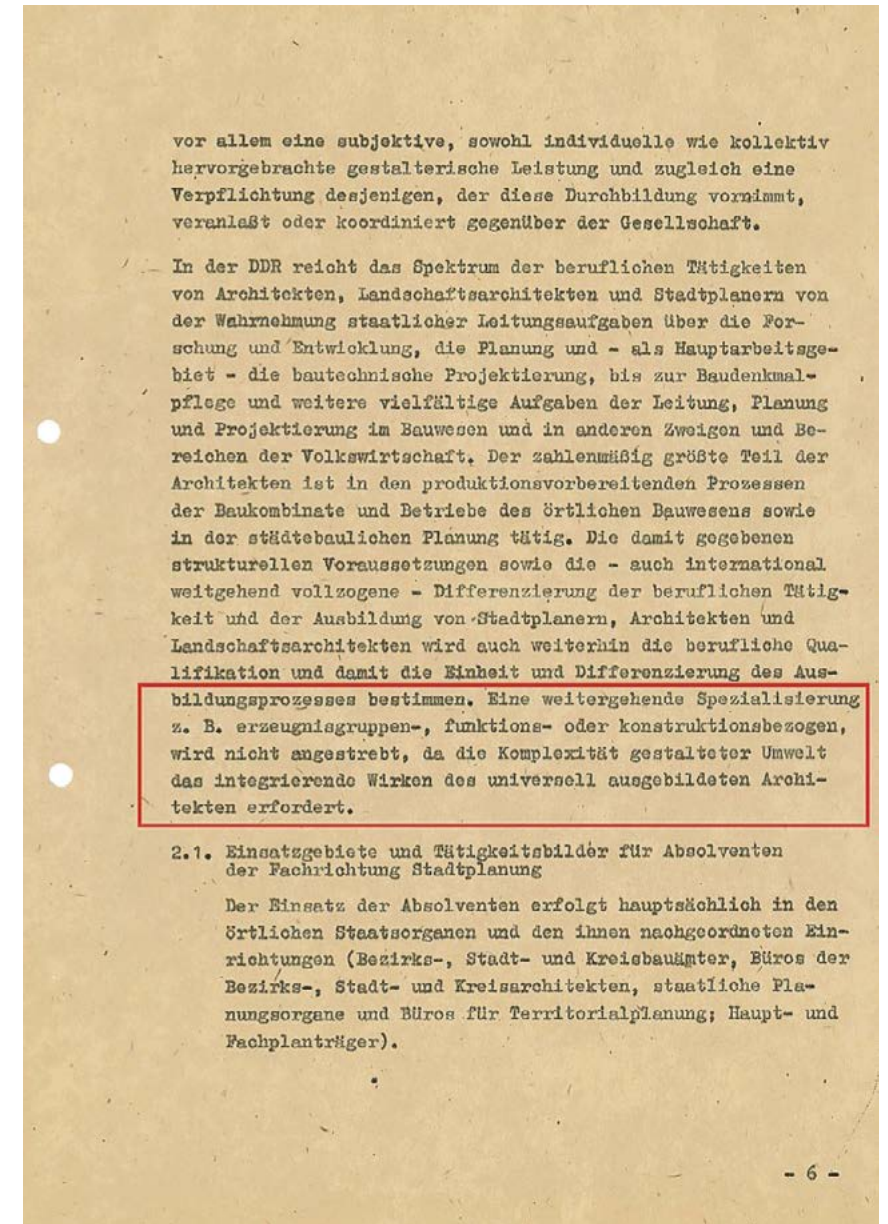 vor allem eine subjektive, sowohl individuelle wie kollektiv
hervorgebrachte gestalterische Leistung und zugleich eine
Verpflichtung desjenigen, der diese Durchbildung vornimmt,
veranlaßt oder koordiniert gegenüber der Gesellschaft.
In der DDR reicht das Spektrum der beruflichen Tätigkeiten
von Architekten, Landschaftsarchitekten und Stadtplanern von
der Wahrnehmung staatlicher Leitungsaufgaben über die For-
schung und Entwicklung, die Planung und - als Hauptarbeitsge-
biet - die bautechnische Projektierung, bis zur Baudenkmal-
pflege und weitere vielfältige Aufgaben der Leitung, Planung
und Projektierung im Bauwesen und in anderen Zweigen und Be-
reichen der Volkswirtschaft. Der zahlenmäßig größte Teil der
Architekten ist in den produktionsvorbereitenden Prozessen
der Baukombinate und Betriebe des örtlichen Bauwesens sowie
in der städtebaulichen Planung tätig. Die damit gegebenen
strukturellen Voraussetzungen sowie die - auch international
weitgehend vollzogene - Differenzierung der beruflichen Tätig-
keit und der Ausbildung von Stadtplanern, Architekten und
Landschaftsarchitekten wird auch weiterhin die berufliche Qua-
lifikation und damit die Einheit und Differenzierung des Aus-
bildungsprozesses bestimmen. Eine weitergehende Spezialisierung
z. B. erzeugnisgruppen-, funktions- oder konstruktionsbezogen,
wird nicht angestrebt, da die Komplexität gestalteter Umwelt
das integrierende Wirken des universell ausgebildeten Archi-
tekten erfordert.
2.1. Einsatzgebiete und Tätigkeitsbilder für Absolventen
der Fachrichtung Stadtplanung
Der Einsatz der Absolventen erfolgt hauptsächlich in den
örtlichen Staatsorganen und den ihnen nachgeordneten Ein-
richtungen (Bezirks-, Stadt- und Kreisbauämter, Büros der
Bezirks-, Stadt- und Kreisarchitekten, staatliche Pla-
nungsorgane und Büros für Territorialplanung; Haupt- und
Fachplanträger).
- 6 -